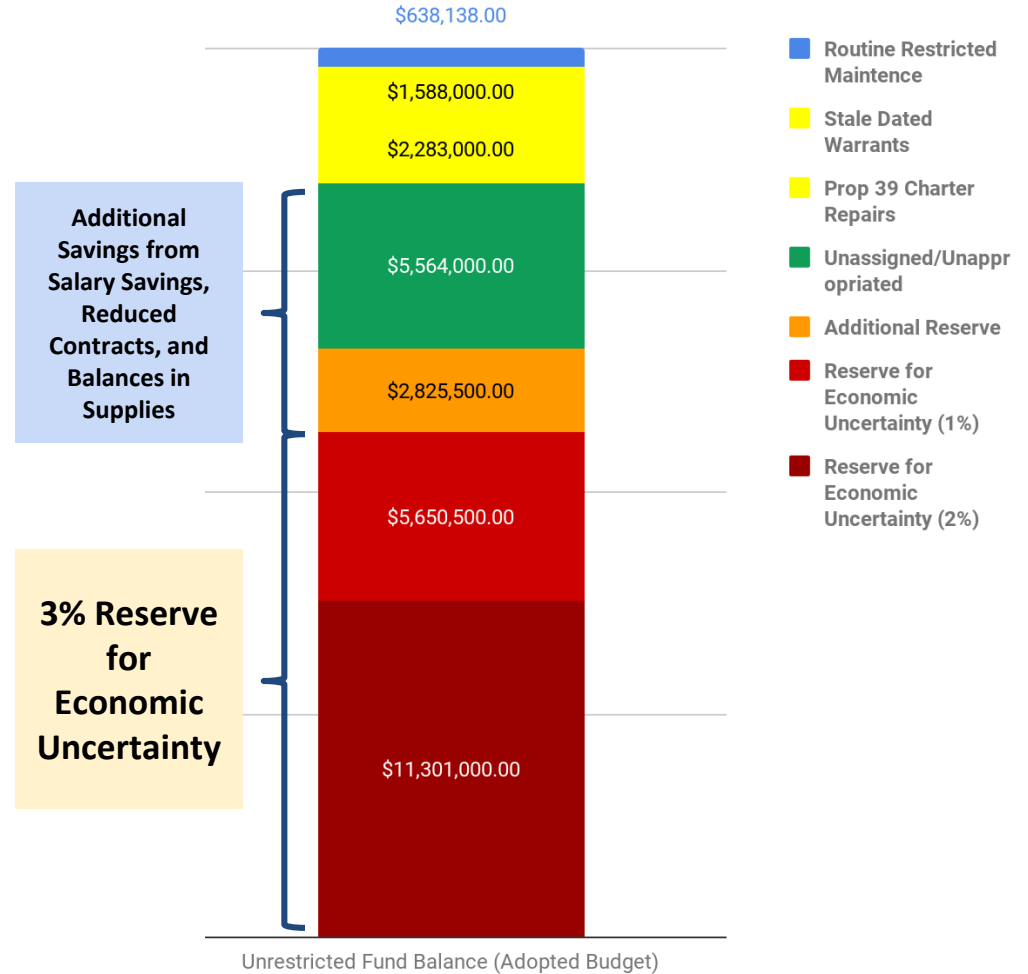 $638,138.00
$1,588,000.00
$2,283,000.00
$5,564,000.00
$2,825,500.00
$5,650,500.00
$11,301,000.00
Unrestricted Fund Balance (Adopted Budget)
Additional
Savings from
Salary Savings,
Reduced
Contracts, and
Balances in
Supplies
3% Reserve
for
Economic
Uncertainty
Routine Restricted
Maintence
Stale Dated
Warrants
Prop 39 Charter
Repairs
Unassigned/Unappr
opriated
Additional Reserve
Reserve for
Economic
Uncertainty (1%)
Reserve for
Economic
Uncertainty (2%)